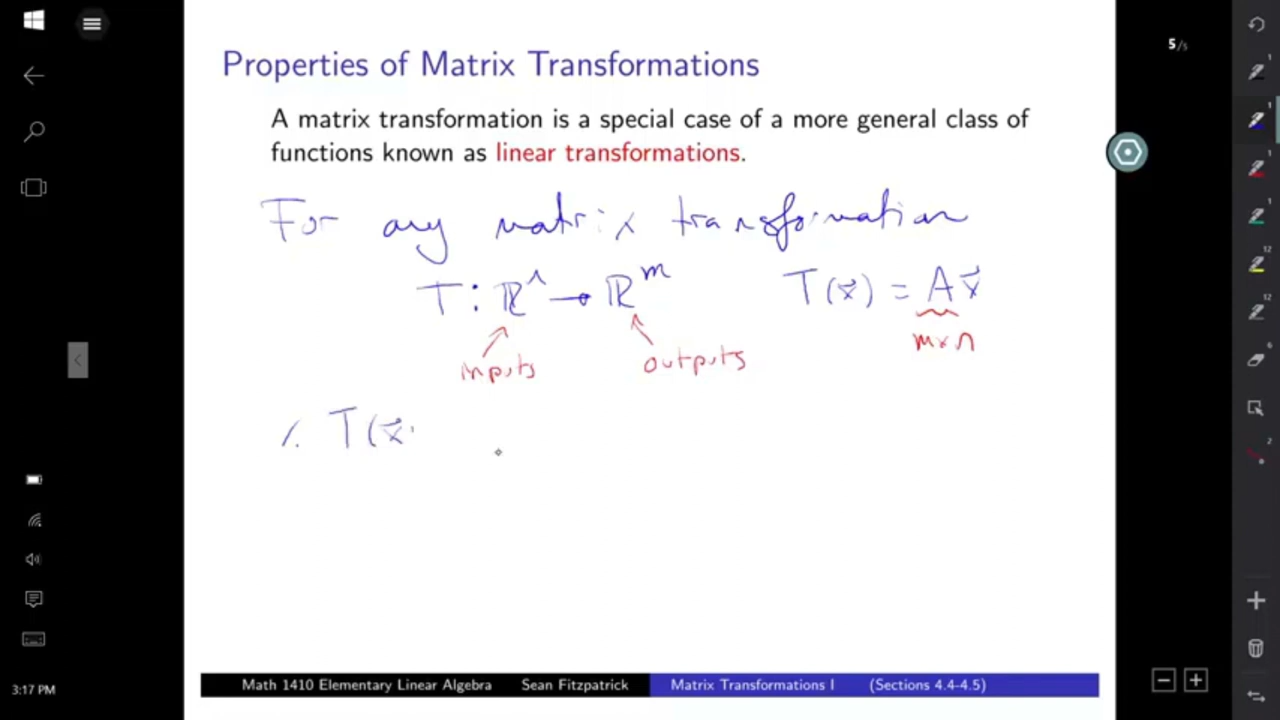 5/5
Properties of Matrix Transformations
A matrix transformation is a special case of a more general class of
functions known as linear transformations.
For any matrix transformation
T : ℝⁿ → ℝᵐ T(x⃗) = Ax⃗
inputs outputs m×n
1. T(x⃗
3:17 PM
Math 1410 Elementary Linear Algebra Sean Fitzpatrick Matrix Transformations I (Sections 4.4-4.5)